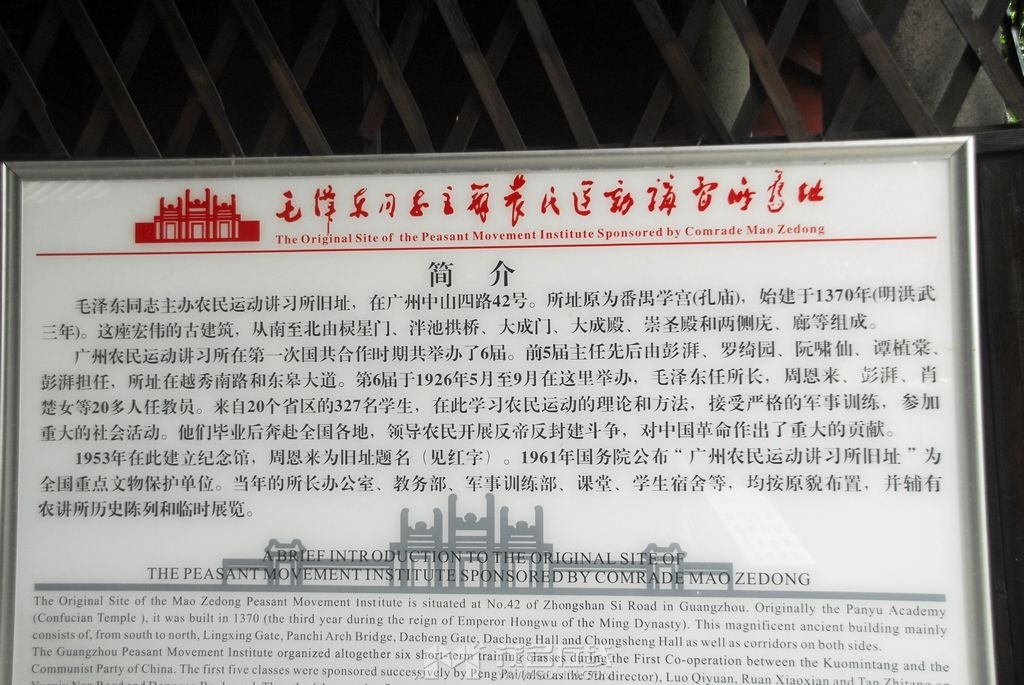 毛泽东同志主办农民运动讲习所旧址
The Original Site of the Peasant Movement Institute Sponsored by Comrade Mao Zedong
简 介
毛泽东同志主办农民运动讲习所旧址，在广州中山四路42号。所址原为番禺学宫(孔庙)，始建于1370年(明洪武
三年)。这座宏伟的古建筑，从南至北由棂星门、泮池拱桥、大成门、大成殿、崇圣殿和两侧庑、廊等组成。
广州农民运动讲习所在第一次国共合作时期共举办了6届。前5届主任先后由彭湃、罗绮园、阮啸仙、谭植棠、
彭湃担任，所址在越秀南路和东皋大道。第6届于1926年5月至9月在这里举办，毛泽东任所长，周恩来、彭湃、肖
楚女等20多人任教员。来自20个省区的327名学生，在此学习农民运动的理论和方法，接受严格的军事训练，参加
重大的社会活动。他们毕业后奔赴全国各地，领导农民开展反帝反封建斗争，对中国革命作出了重大的贡献。
1953年在此建立纪念馆，周恩来为旧址题名（见红字）。1961年国务院公布“广州农民运动讲习所旧址”为
全国重点文物保护单位。当年的所长办公室、教务部、军事训练部、课堂、学生宿舍等，均按原貌布置，并辅有
农讲所历史陈列和临时展览。
A BRIEF INTRODUCTION TO THE ORIGINAL SITE OF
THE PEASANT MOVEMENT INSTITUTE SPONSORED BY COMRADE MAO ZEDONG
The Original Site of the Mao Zedong Peasant Movement Institute is situated at No.42 of Zhongshan Si Road in Guangzhou. Originally the Panyu Academy
(Confucian Temple ), it was built in 1370 (the third year during the reign of Emperor Hongwu of the Ming Dynasty). This magnificent ancient building mainly
consists of, from south to north, Lingxing Gate, Panchi Arch Bridge, Dacheng Gate, Dacheng Hall and Chongsheng Hall as well as corridors on both sides.
The Guangzhou Peasant Movement Institute organized altogether six short-term training classes during the First Co-operation between the Kuomintang and the
Communist Party of China. The first five classes were sponsored successively by Peng Pai(also as the 5th director), Luo Qiyuan, Ruan Xiaoxian and Tan Zhitang on